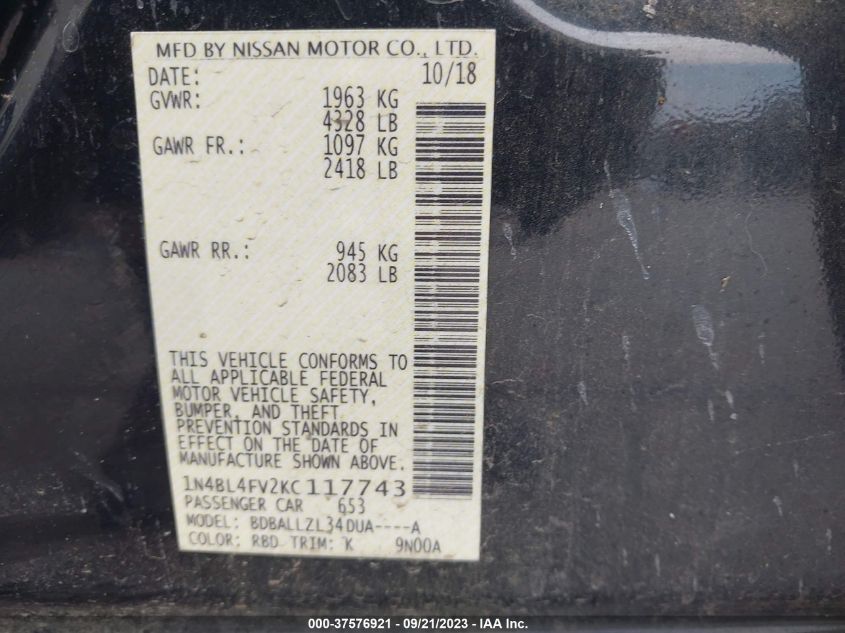 MFD BY NISSAN MOTOR CO., LTD.
DATE: 10/18
GVWR: 1963 KG
4328 LB
GAWR FR.: 1097 KG
2418 LB
GAWR RR.: 945 KG
2083 LB
THIS VEHICLE CONFORMS TO
ALL APPLICABLE FEDERAL
MOTOR VEHICLE SAFETY,
BUMPER, AND THEFT
PREVENTION STANDARDS IN
EFFECT ON THE DATE OF
MANUFACTURE SHOWN ABOVE.
1N4BL4FV2KC117743
PASSENGER CAR 653
MODEL: BDBALLZL34DUA----A
COLOR: RBD TRIM: K 9N00A
000-37576921 / 09/21/2023 - IAA Inc.